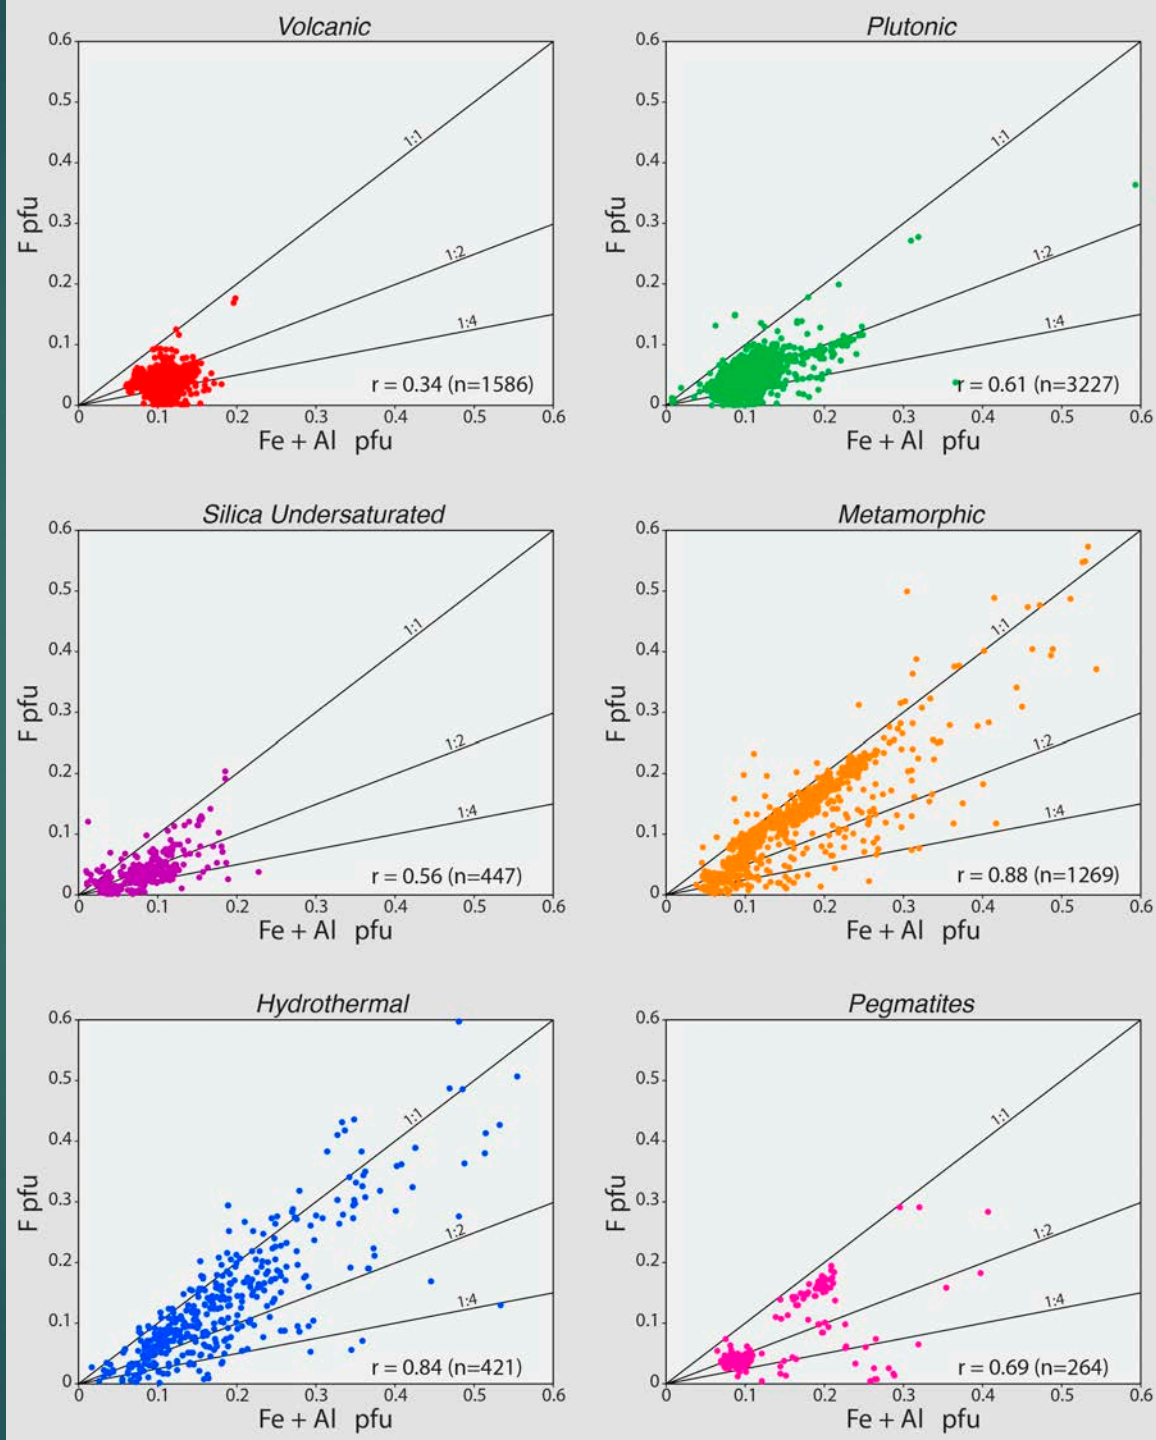 Volcanic
0.6
0.5
0.4
0.3
0.2
0.1
0
F pfu
1:1
1:2
1:4
r = 0.34 (n=1586)
0 0.1 0.2 0.3 0.4 0.5 0.6
Fe + Al pfu
Plutonic
0.6
0.5
0.4
0.3
0.2
0.1
0
F pfu
1:1
1:2
1:4
r = 0.61 (n=3227)
0 0.1 0.2 0.3 0.4 0.5 0.6
Fe + Al pfu
Silica Undersaturated
0.6
0.5
0.4
0.3
0.2
0.1
0
F pfu
1:1
1:2
1:4
r = 0.56 (n=447)
0 0.1 0.2 0.3 0.4 0.5 0.6
Fe + Al pfu
Metamorphic
0.6
0.5
0.4
0.3
0.2
0.1
0
F pfu
1:1
1:2
1:4
r = 0.88 (n=1269)
0 0.1 0.2 0.3 0.4 0.5 0.6
Fe + Al pfu
Hydrothermal
0.6
0.5
0.4
0.3
0.2
0.1
0
F pfu
1:1
1:2
1:4
r = 0.84 (n=421)
0 0.1 0.2 0.3 0.4 0.5 0.6
Fe + Al pfu
Pegmatites
0.6
0.5
0.4
0.3
0.2
0.1
0
F pfu
1:1
1:2
1:4
r = 0.69 (n=264)
0 0.1 0.2 0.3 0.4 0.5 0.6
Fe + Al pfu